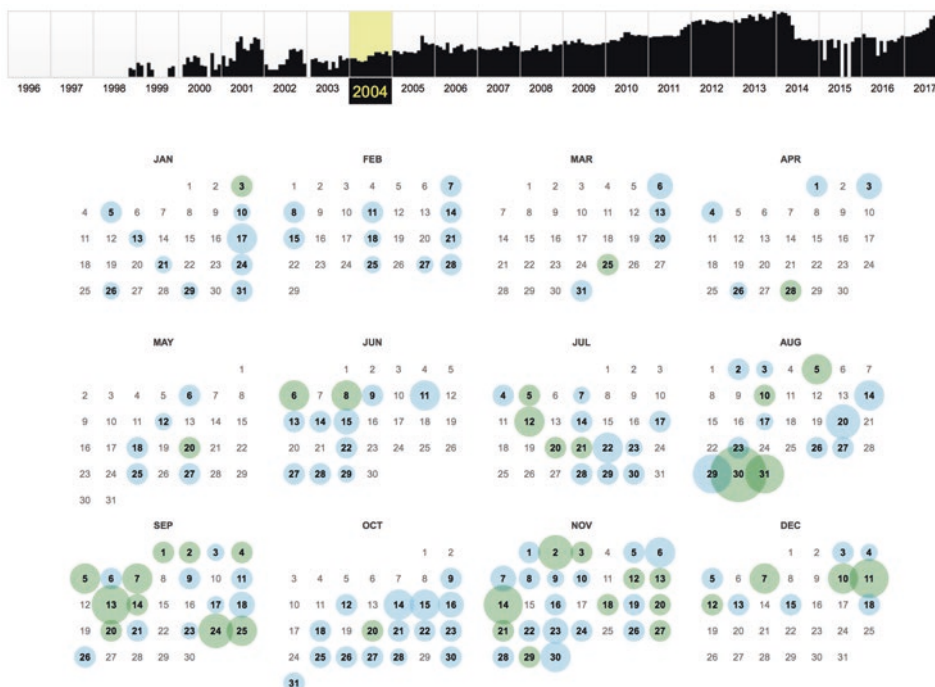 1996 1997 1998 1999 2000 2001 2002 2003 2004 2005 2006 2007 2008 2009 2010 2011 2012 2013 2014 2015 2016 2017
JAN FEB MAR APR
1 2 3 1 2 3 4 5 6 7 1 2 3 4 5 6 1 2 3
4 5 6 7 8 9 10 8 9 10 11 12 13 14 7 8 9 10 11 12 13 4 5 6 7 8 9 10
11 12 13 14 15 16 17 15 16 17 18 19 20 21 14 15 16 17 18 19 20 11 12 13 14 15 16 17
18 19 20 21 22 23 24 22 23 24 25 26 27 28 21 22 23 24 25 26 27 18 19 20 21 22 23 24
25 26 27 28 29 30 31 29 28 29 30 31 25 26 27 28 29 30
MAY JUN JUL AUG
1 1 2 3 4 5 1 2 3 1 2 3 4 5 6 7
2 3 4 5 6 7 8 6 7 8 9 10 11 12 4 5 6 7 8 9 10 8 9 10 11 12 13 14
9 10 11 12 13 14 15 13 14 15 16 17 18 19 11 12 13 14 15 16 17 15 16 17 18 19 20 21
16 17 18 19 20 21 22 20 21 22 23 24 25 26 18 19 20 21 22 23 24 22 23 24 25 26 27 28
23 24 25 26 27 28 29 27 28 29 30 25 26 27 28 29 30 31 29 30 31
30 31
SEP OCT NOV DEC
1 2 3 4 1 2 1 2 3 4 5 6 1 2 3 4
5 6 7 8 9 10 11 3 4 5 6 7 8 9 7 8 9 10 11 12 13 5 6 7 8 9 10 11
12 13 14 15 16 17 18 10 11 12 13 14 15 16 14 15 16 17 18 19 20 12 13 14 15 16 17 18
19 20 21 22 23 24 25 17 18 19 20 21 22 23 21 22 23 24 25 26 27 19 20 21 22 23 24 25
26 27 28 29 30 24 25 26 27 28 29 30 28 29 30 26 27 28 29 30 31
31